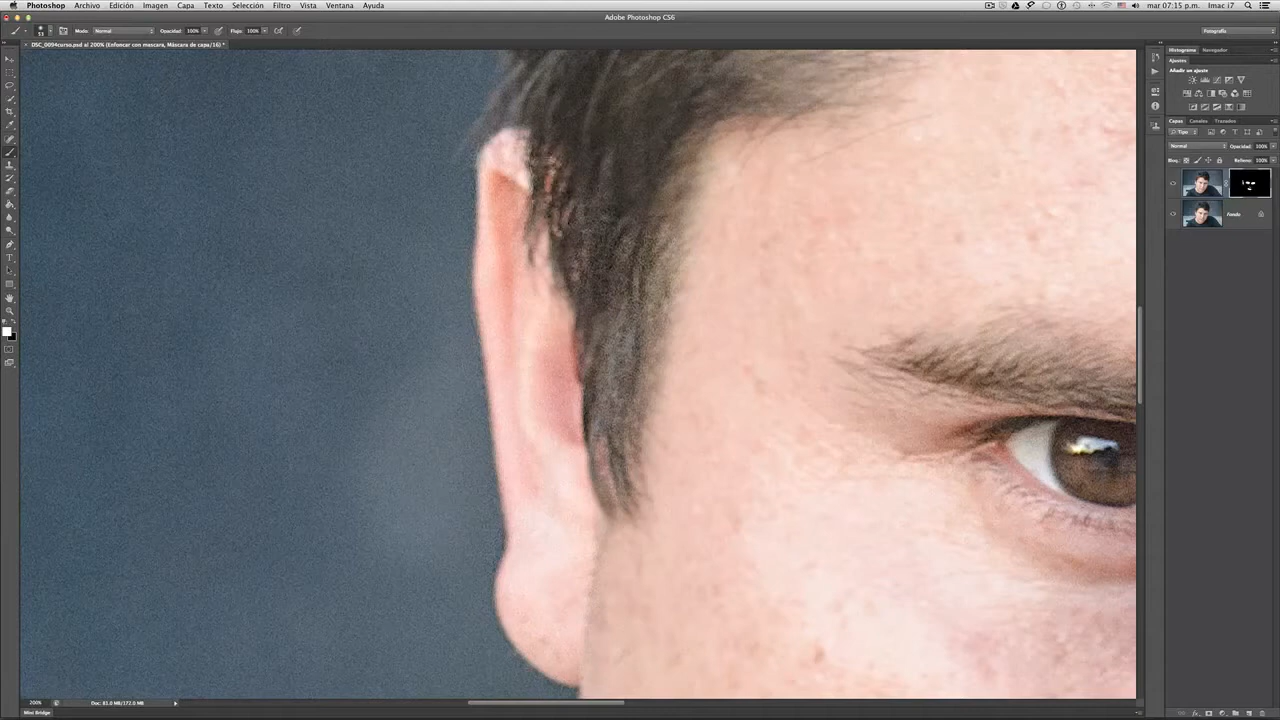 Photoshop Archivo Edición Imagen Capa Texto Selección Filtro Vista Ventana Ayuda
mar 07:15 p.m. Imac i7
Adobe Photoshop CS6
53 Modo: Normal Opacidad: 100% Flujo: 100%
Fotografía
DSC_0094curso.psd al 200% (Enfocar con mascara, Máscara de capa/16) *
Histograma Navegador
Ajustes
Añadir un ajuste
Capas Canales Trazados
Tipo
Normal Opacidad: 100%
Bloq.: Relleno: 100%
Fondo
200% Doc: 81.0 MB/172.0 MB
Mini Bridge